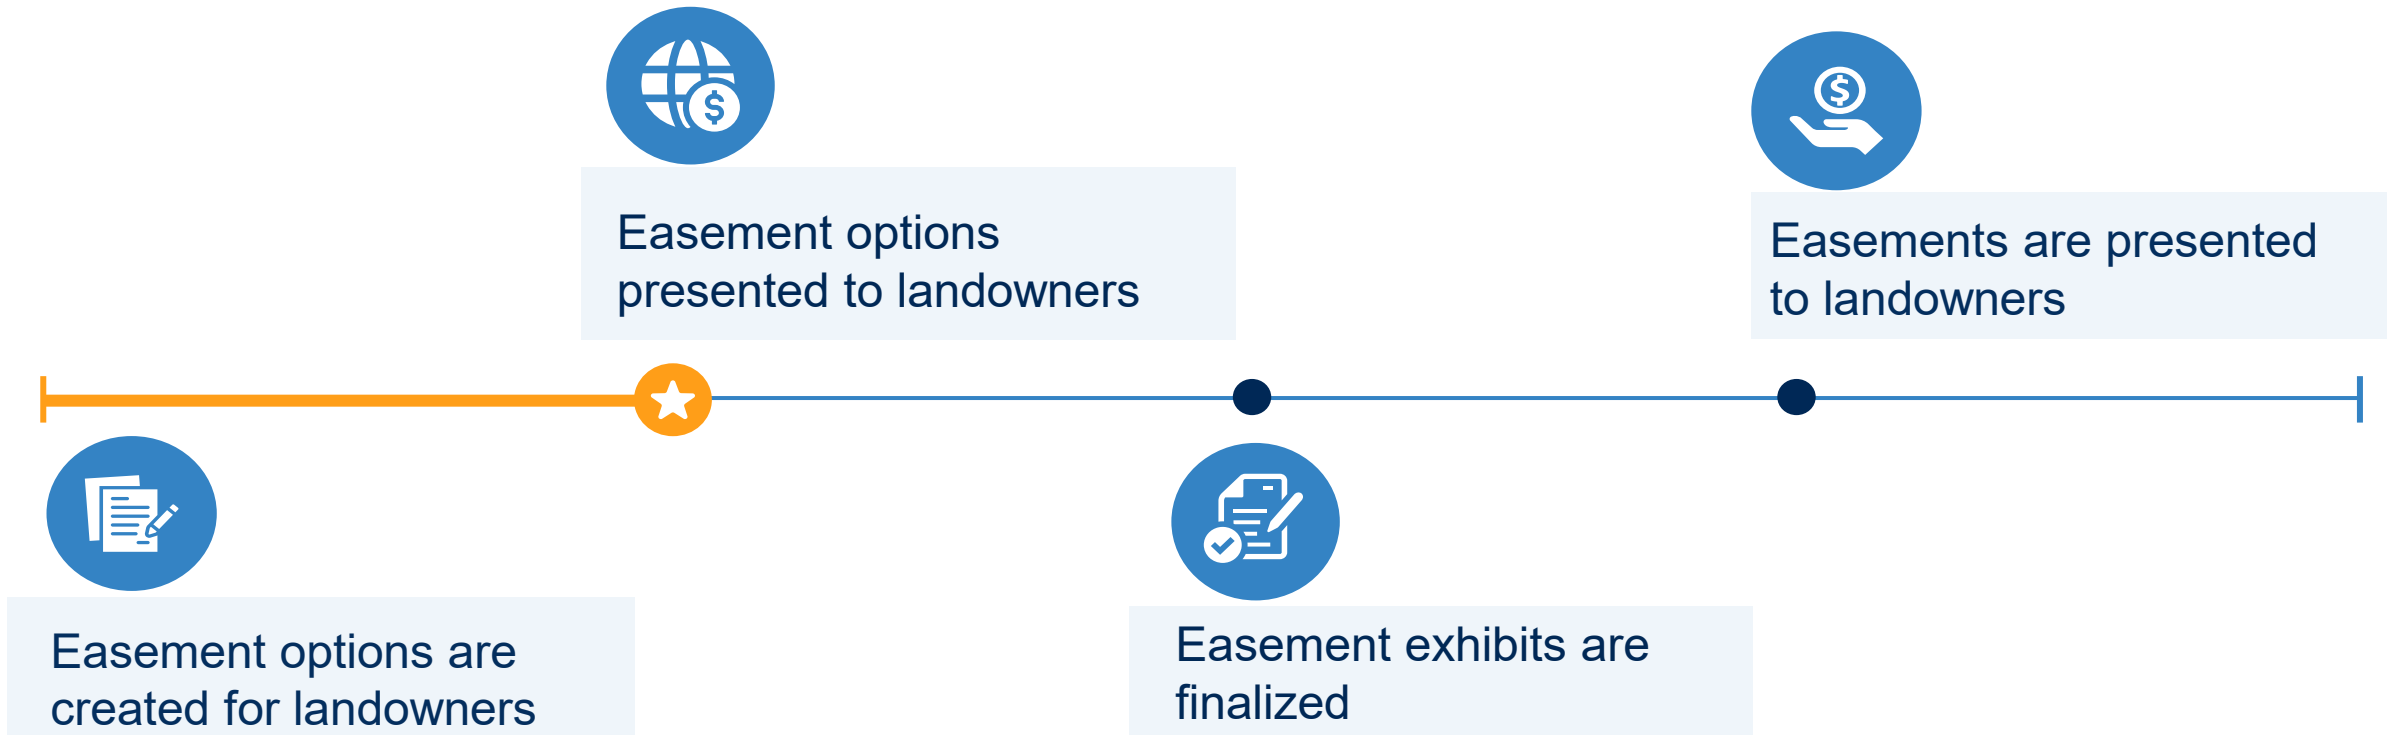 Easement options
presented to landowners
Easements are presented
to landowners
Easement options are
created for landowners
Easement exhibits are
finalized